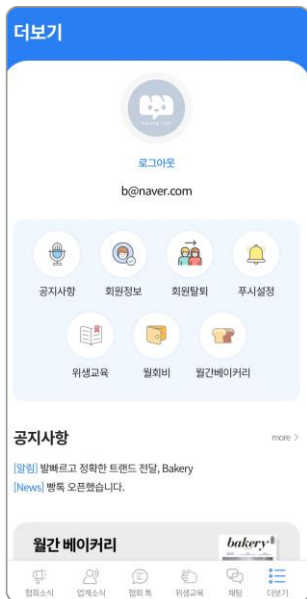 더보기
로그아웃
b@naver.com
공지사항 회원정보 회원탈퇴 푸시설정
위생교육 월회비 월간베이커리
공지사항 more >
[알림] 발빠르고 정확한 트랜드 전달, Bakery
[News] 빵톡 오픈했습니다.
월간 베이커리 bakery
협회소식 업계소식 협회 톡 위생교육 채팅 더보기